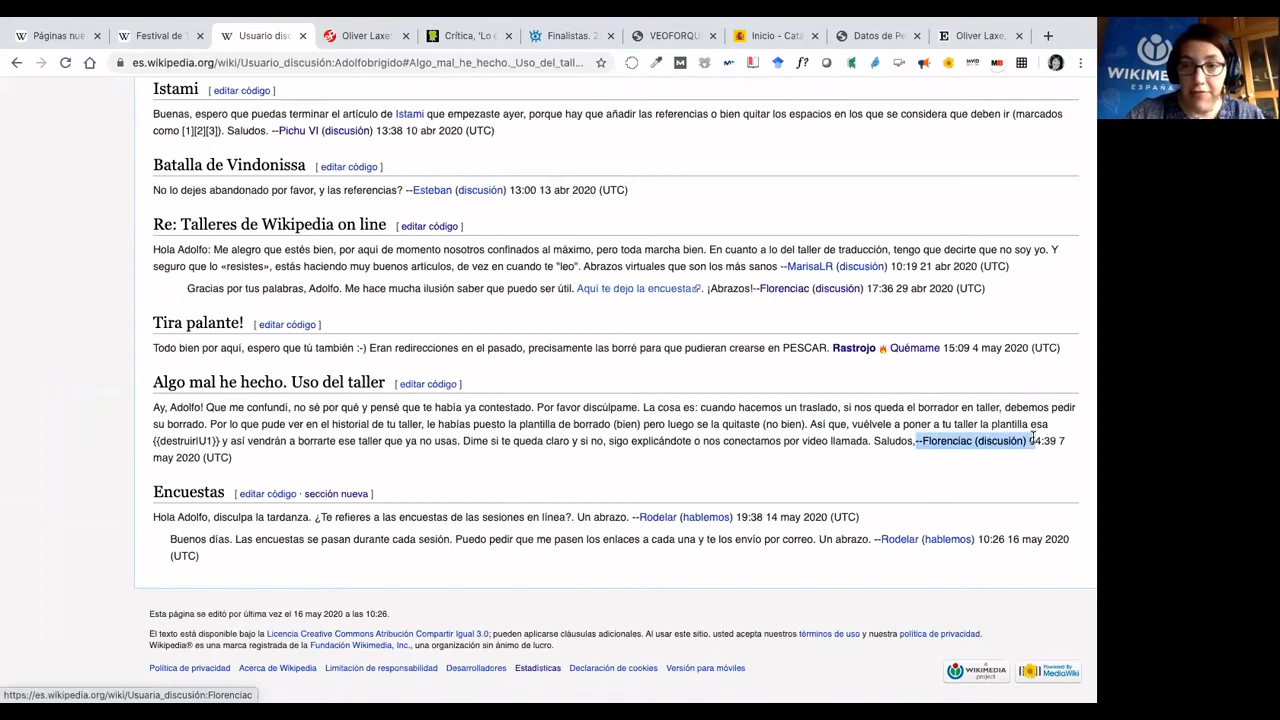 Páginas nue
Festival de
Usuario disc
Oliver Laxe:
Crítica, 'Lo e
Finalistas. 2
VEOFORQU
Inicio - Cata
Datos de Pe
Oliver Laxe,
es.wikipedia.org/wiki/Usuario_discusión:Adolfobrigido#Algo_mal_he_hecho._Uso_del_tall...
WIKIMEDIA
ESPAÑA
Istami [ editar código ]
Buenas, espero que puedas terminar el artículo de Istami que empezaste ayer, porque hay que añadir las referencias o bien quitar los espacios en los que se considera que deben ir (marcados
como [1][2][3]). Saludos. --Pichu VI (discusión) 13:38 10 abr 2020 (UTC)
Batalla de Vindonissa [ editar código ]
No lo dejes abandonado por favor, y las referencias? --Esteban (discusión) 13:00 13 abr 2020 (UTC)
Re: Talleres de Wikipedia on line [ editar código ]
Hola Adolfo: Me alegro que estés bien, por aquí de momento nosotros confinados al máximo, pero toda marcha bien. En cuanto a lo del taller de traducción, tengo que decirte que no soy yo. Y
seguro que lo «resistes», estás haciendo muy buenos artículos, de vez en cuando te "leo". Abrazos virtuales que son los más sanos --MarisaLR (discusión) 10:19 21 abr 2020 (UTC)
Gracias por tus palabras, Adolfo. Me hace mucha ilusión saber que puedo ser útil. Aquí te dejo la encuesta. ¡Abrazos!--Florenciac (discusión) 17:36 29 abr 2020 (UTC)
Tira palante! [ editar código ]
Todo bien por aquí, espero que tú también :-) Eran redirecciones en el pasado, precisamente las borré para que pudieran crearse en PESCAR. Rastrojo Quémame 15:09 4 may 2020 (UTC)
Algo mal he hecho. Uso del taller [ editar código ]
Ay, Adolfo! Que me confundí, no sé por qué y pensé que te había ya contestado. Por favor discúlpame. La cosa es: cuando hacemos un traslado, si nos queda el borrador en taller, debemos pedir
su borrado. Por lo que pude ver en el historial de tu taller, le habías puesto la plantilla de borrado (bien) pero luego se la quitaste (no bien). Así que, vuélvele a poner a tu taller la plantilla esa
{{destruir|U1}} y así vendrán a borrarte ese taller que ya no usas. Dime si te queda claro y si no, sigo explicándote o nos conectamos por video llamada. Saludos,--Florenciac (discusión) 04:39 7
may 2020 (UTC)
Encuestas [ editar código · sección nueva ]
Hola Adolfo, disculpa la tardanza. ¿Te refieres a las encuestas de las sesiones en línea?. Un abrazo. --Rodelar (hablemos) 19:38 14 may 2020 (UTC)
Buenos días. Las encuestas se pasan durante cada sesión. Puedo pedir que me pasen los enlaces a cada una y te los envío por correo. Un abrazo. --Rodelar (hablemos) 10:26 16 may 2020
(UTC)
Esta página se editó por última vez el 16 may 2020 a las 10:26.
El texto está disponible bajo la Licencia Creative Commons Atribución Compartir Igual 3.0; pueden aplicarse cláusulas adicionales. Al usar este sitio, usted acepta nuestros términos de uso y nuestra política de privacidad.
Wikipedia® es una marca registrada de la Fundación Wikimedia, Inc., una organización sin ánimo de lucro.
Política de privacidad Acerca de Wikipedia Limitación de responsabilidad Desarrolladores Estadísticas Declaración de cookies Versión para móviles
a WIKIMEDIA project
Powered By MediaWiki
https://es.wikipedia.org/wiki/Usuaria_discusión:Florenciac